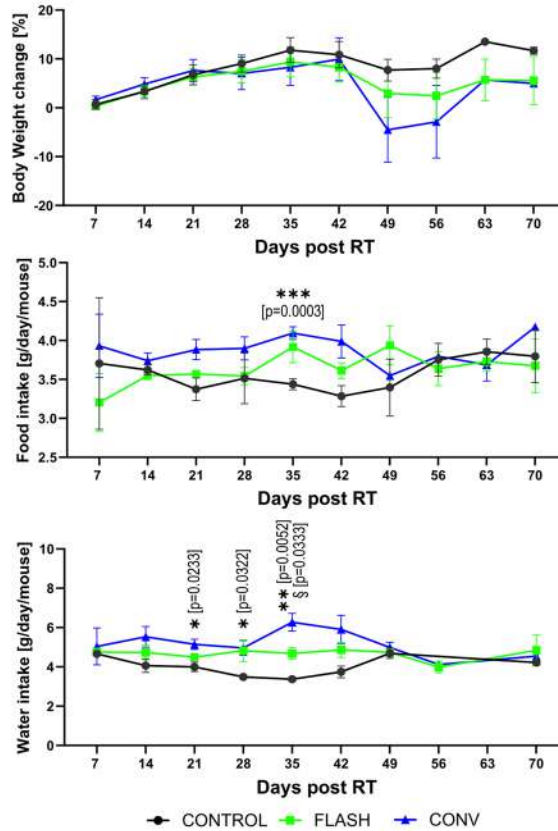 Body Weight change [%]
20
10
0
-10
-20
7 14 21 28 35 42 49 56 63 70
Days post RT
Food intake [g/day/mouse]
5.0
4.5
4.0
3.5
3.0
2.5
***
[p=0.0003]
7 14 21 28 35 42 49 56 63 70
Days post RT
Water intake [g/day/mouse]
10
8
6
4
2
0
* [p=0.0233]
* [p=0.0322]
** [p=0.0052]
§ [p=0.0333]
7 14 21 28 35 42 49 56 63 70
Days post RT
CONTROL FLASH CONV